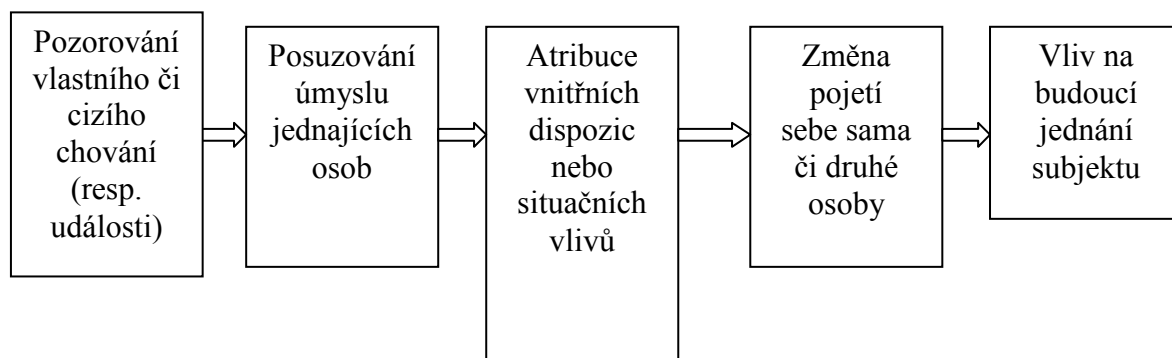 Pozorování
vlastního či
cizího
chování
(resp.
události)
Posuzování
úmyslu
jednajících
osob
Atribuce
vnitřních
dispozic
nebo
situačních
vlivů
Změna
pojetí
sebe sama
či druhé
osoby
Vliv na
budoucí
jednání
subjektu